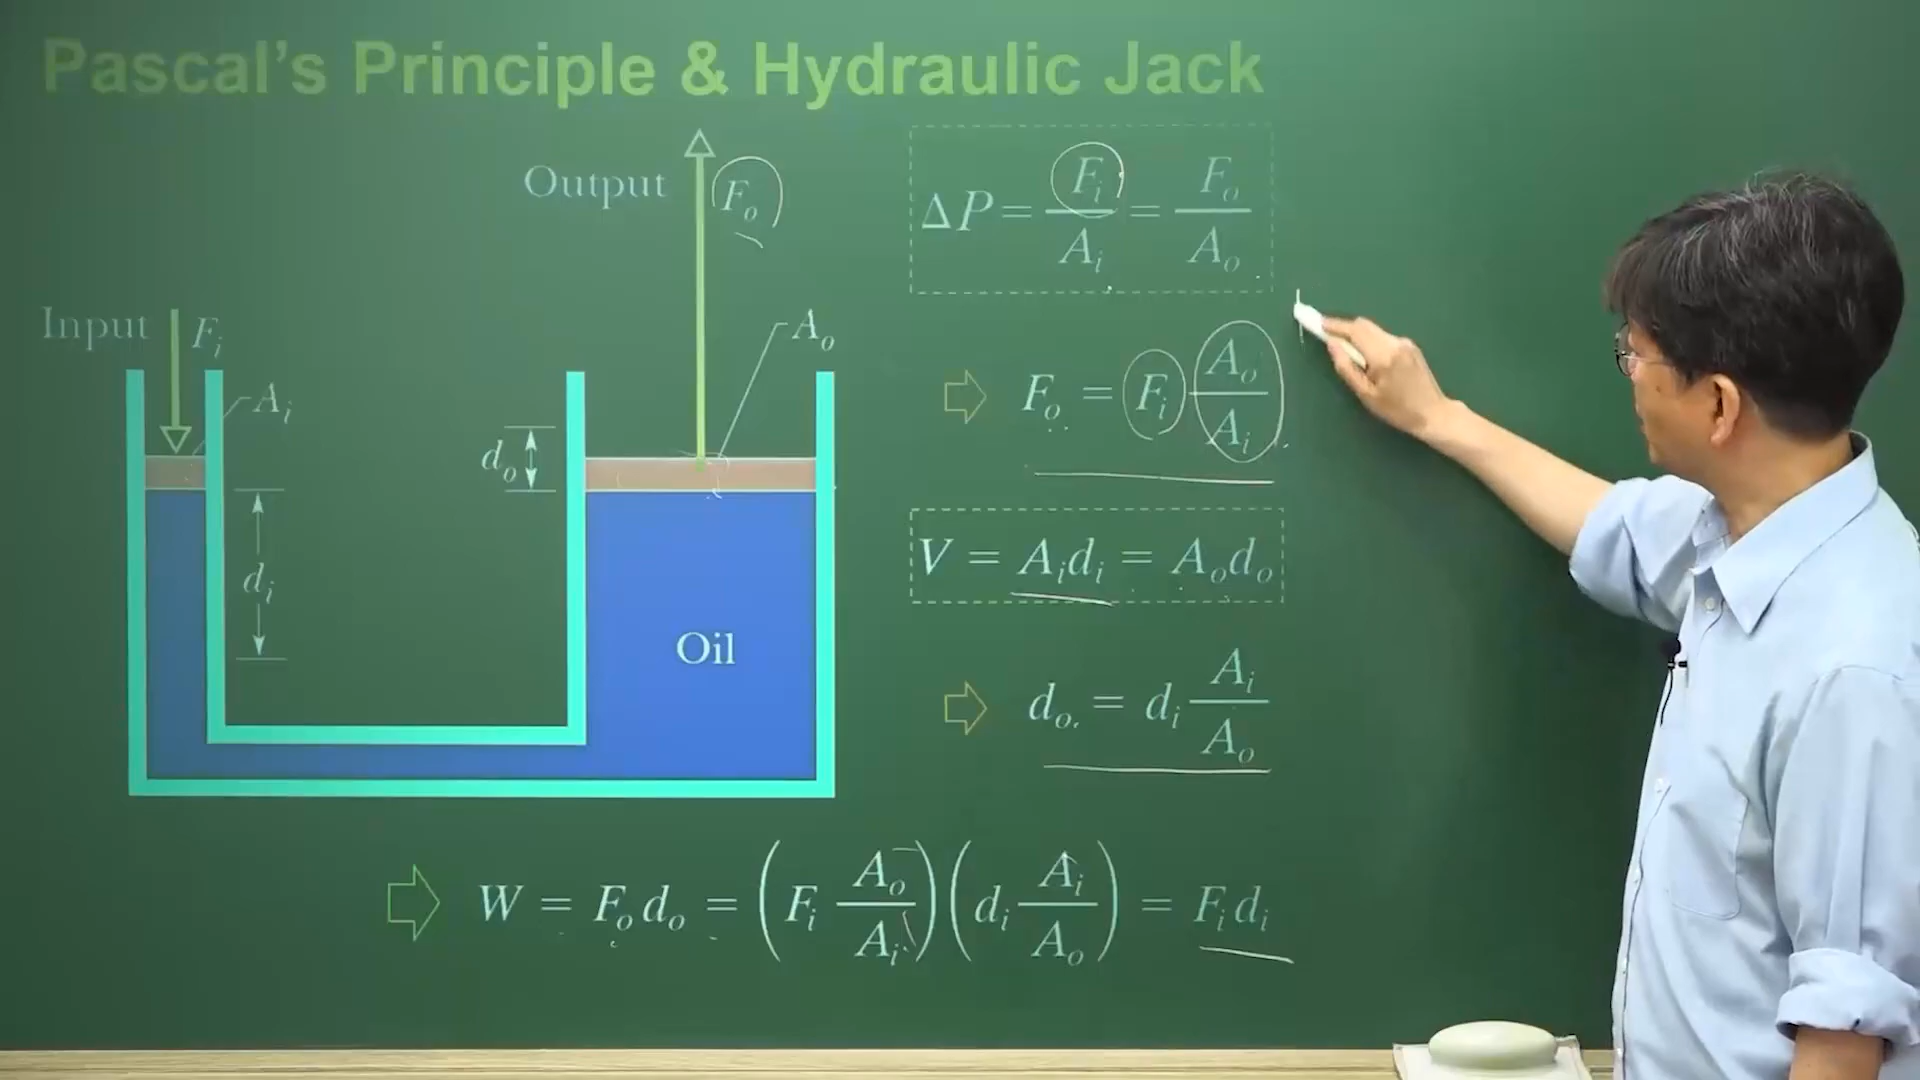 Pascal's Principle & Hydraulic Jack
Output
F_o
Input
F_i
A_i
A_o
d_o
d_i
Oil
ΔP = F_i/A_i = F_o/A_o
F_o = F_i A_o/A_i
V = A_i d_i = A_o d_o
d_o = d_i A_i/A_o
W = F_o d_o = (F_i A_o/A_i)(d_i A_i/A_o) = F_i d_i